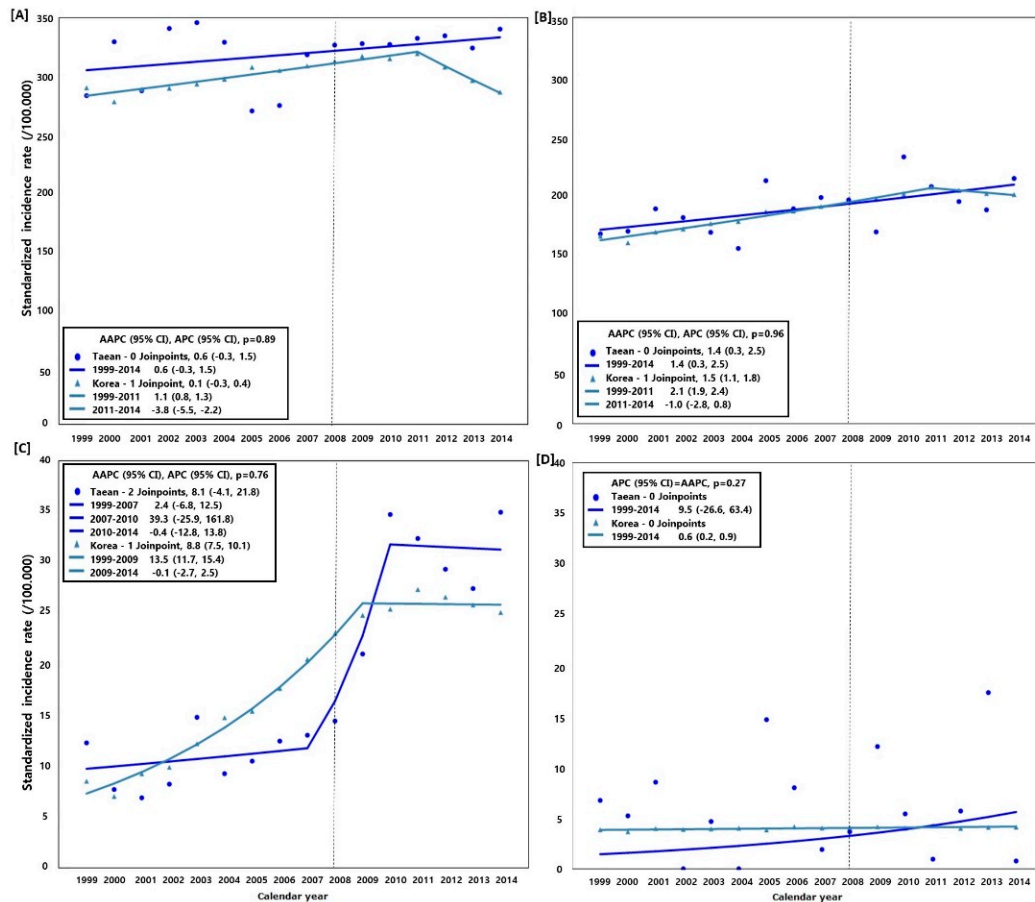 [A]
Standardized incidence rate (/100.000)
350
300
250
200
150
100
50
0
AAPC (95% CI), APC (95% CI), p=0.89
Taean - 0 Joinpoints, 0.6 (-0.3, 1.5)
1999-2014 0.6 (-0.3, 1.5)
Korea - 1 Joinpoint, 0.1 (-0.3, 0.4)
1999-2011 1.1 (0.8, 1.3)
2011-2014 -3.8 (-5.5, -2.2)
1999 2000 2001 2002 2003 2004 2005 2006 2007 2008 2009 2010 2011 2012 2013 2014
[B]
350
300
250
200
150
100
50
0
AAPC (95% CI), APC (95% CI), p=0.96
Taean - 0 Joinpoints, 1.4 (0.3, 2.5)
1999-2014 1.4 (0.3, 2.5)
Korea - 1 Joinpoint, 1.5 (1.1, 1.8)
1999-2011 2.1 (1.9, 2.4)
2011-2014 -1.0 (-2.8, 0.8)
1999 2000 2001 2002 2003 2004 2005 2006 2007 2008 2009 2010 2011 2012 2013 2014
[C]
Standardized incidence rate (/100.000)
40
35
30
25
20
15
10
5
0
AAPC (95% CI), APC (95% CI), p=0.76
Taean - 2 Joinpoints, 8.1 (-4.1, 21.8)
1999-2007 2.4 (-6.8, 12.5)
2007-2010 39.3 (-25.9, 161.8)
2010-2014 -0.4 (-12.8, 13.8)
Korea - 1 Joinpoint, 8.8 (7.5, 10.1)
1999-2009 13.5 (11.7, 15.4)
2009-2014 -0.1 (-2.7, 2.5)
1999 2000 2001 2002 2003 2004 2005 2006 2007 2008 2009 2010 2011 2012 2013 2014
Calendar year
[D]
40
35
30
25
20
15
10
5
0
APC (95% CI)=AAPC, p=0.27
Taean - 0 Joinpoints
1999-2014 9.5 (-26.6, 63.4)
Korea - 0 Joinpoints
1999-2014 0.6 (0.2, 0.9)
1999 2000 2001 2002 2003 2004 2005 2006 2007 2008 2009 2010 2011 2012 2013 2014
Calendar year